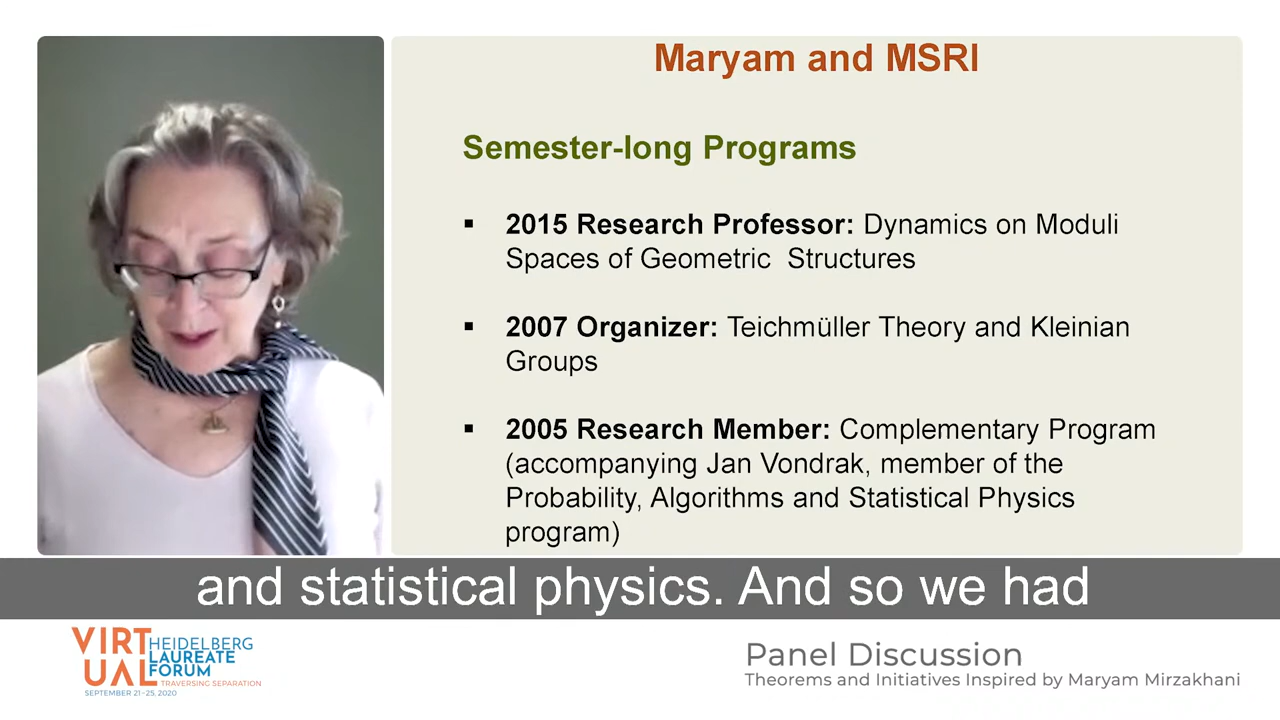 Maryam and MSRI
Semester-long Programs
▪ 2015 Research Professor: Dynamics on Moduli
Spaces of Geometric Structures
▪ 2007 Organizer: Teichmüller Theory and Kleinian
Groups
▪ 2005 Research Member: Complementary Program
(accompanying Jan Vondrak, member of the
Probability, Algorithms and Statistical Physics
program)
and statistical physics. And so we had
VIRT
UAL
HEIDELBERG
LAUREATE
FORUM
TRAVERSING SEPARATION
SEPTEMBER 21–25, 2020
Panel Discussion
Theorems and Initiatives Inspired by Maryam Mirzakhani